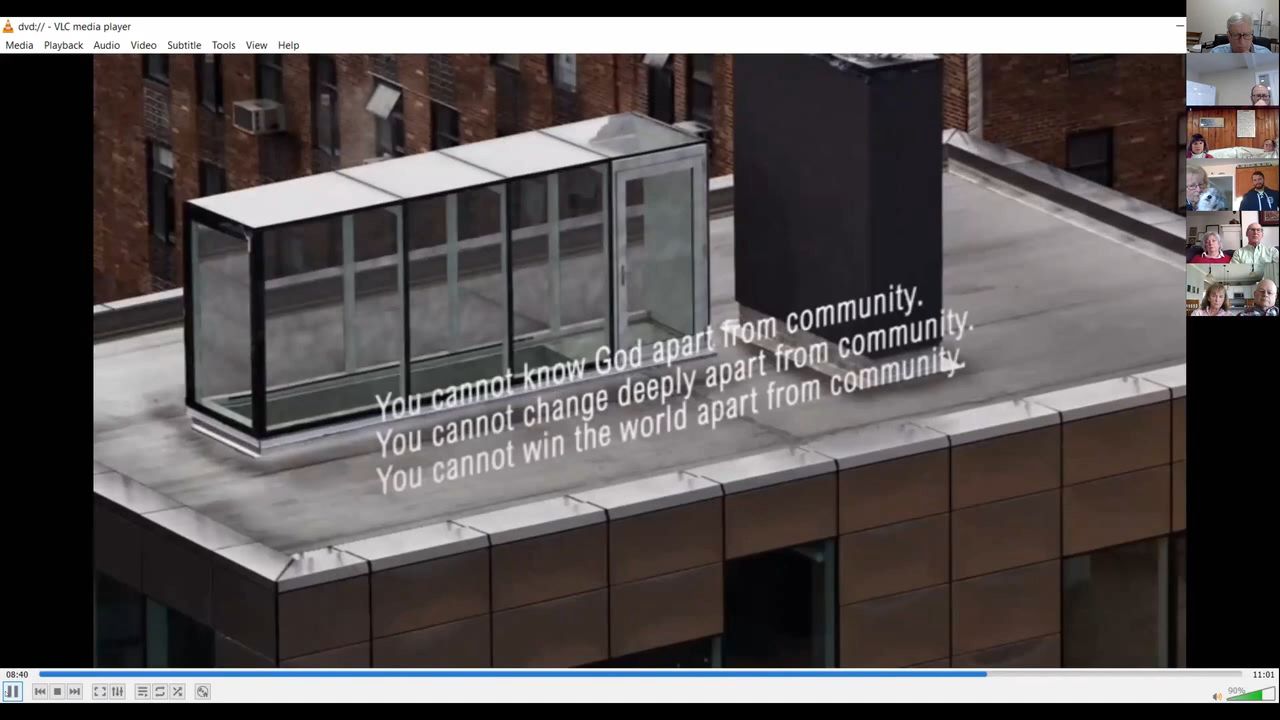 dvd:// - VLC media player
Media Playback Audio Video Subtitle Tools View Help
You cannot know God apart from community.
You cannot change deeply apart from community.
You cannot win the world apart from community.
08:40
11:01
90%